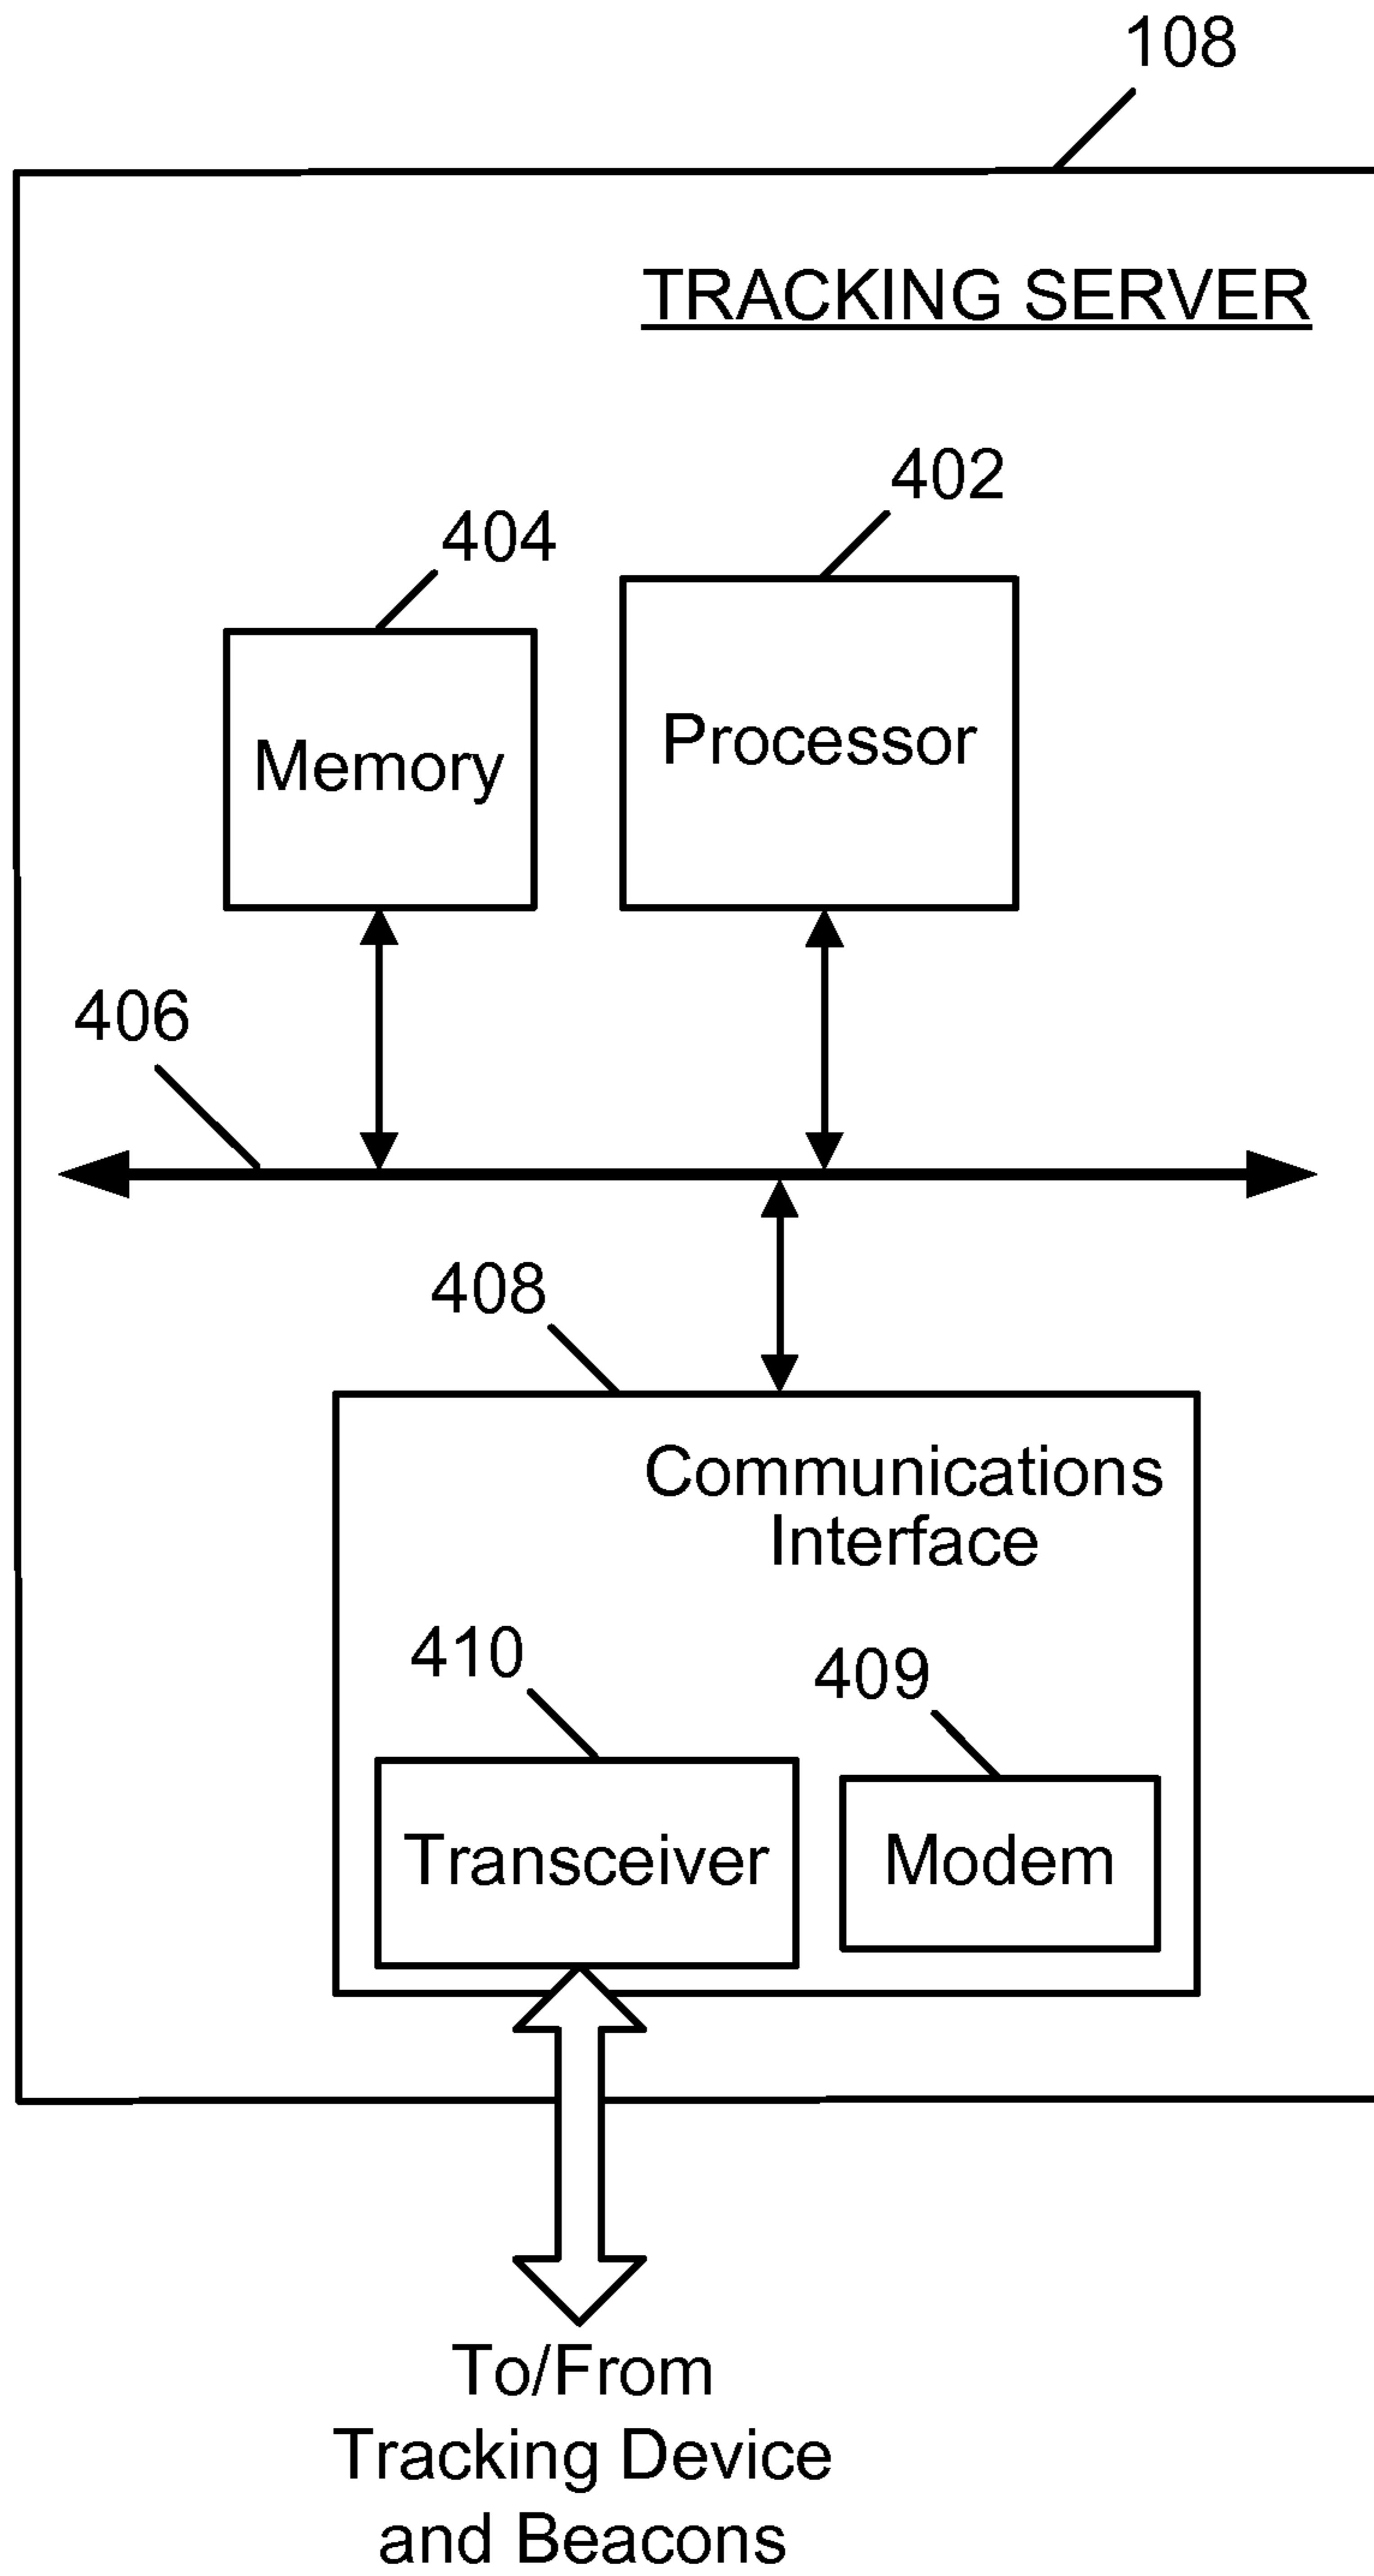 108
TRACKING SERVER
402
404
Processor
Memory
406
408
Communications
Interface
410
409
Transceiver
Modem
To/From
Tracking Device
and Beacons